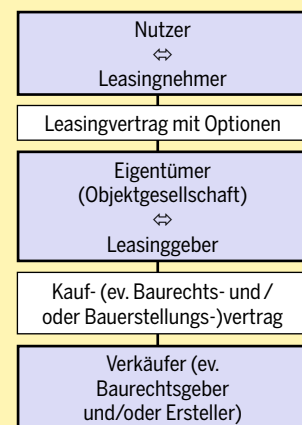 Nutzer
⇔
Leasingnehmer
Leasingvertrag mit Optionen
Eigentümer
(Objektgesellschaft)
⇔
Leasinggeber
Kauf- (ev. Baurechts- und /
oder Bauerstellungs-)vertrag
Verkäufer (ev.
Baurechtsgeber
und/oder Ersteller)